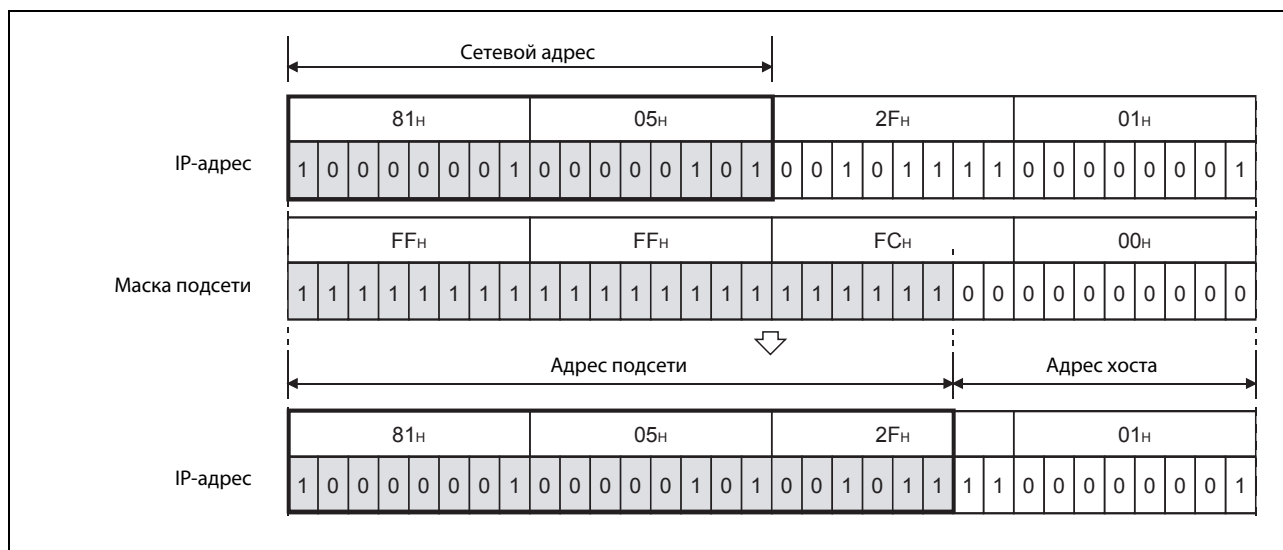 Сетевой адрес
81H 05H 2FH 01H
IP-адрес 1 0 0 0 0 0 0 1 0 0 0 0 0 1 0 1 0 0 1 0 1 1 1 1 0 0 0 0 0 0 0 1
FFH FFH FCH 00H
Маска подсети 1 1 1 1 1 1 1 1 1 1 1 1 1 1 1 1 1 1 1 1 1 1 0 0 0 0 0 0 0 0 0 0
Адрес подсети Адрес хоста
81H 05H 2FH 01H
IP-адрес 1 0 0 0 0 0 0 1 0 0 0 0 0 1 0 1 0 0 1 0 1 1 1 1 0 0 0 0 0 0 0 1